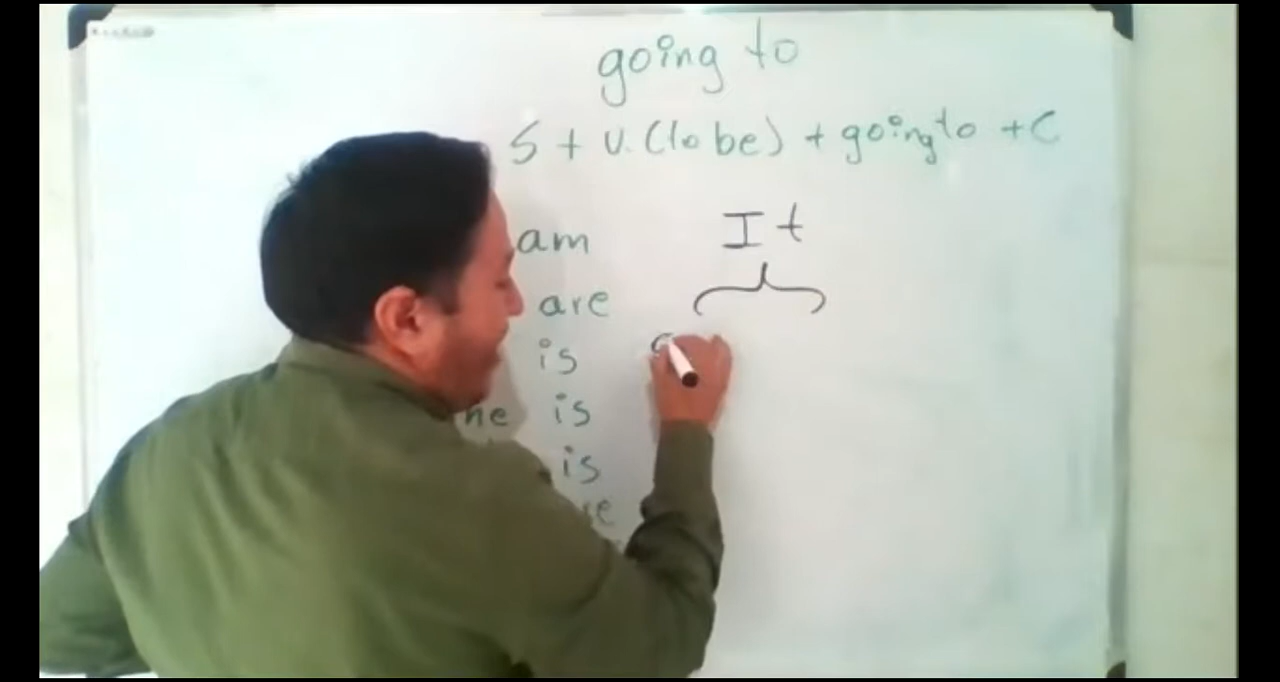 going to
S + v. (to be) + going to + C
am
It
are
is
he is
is